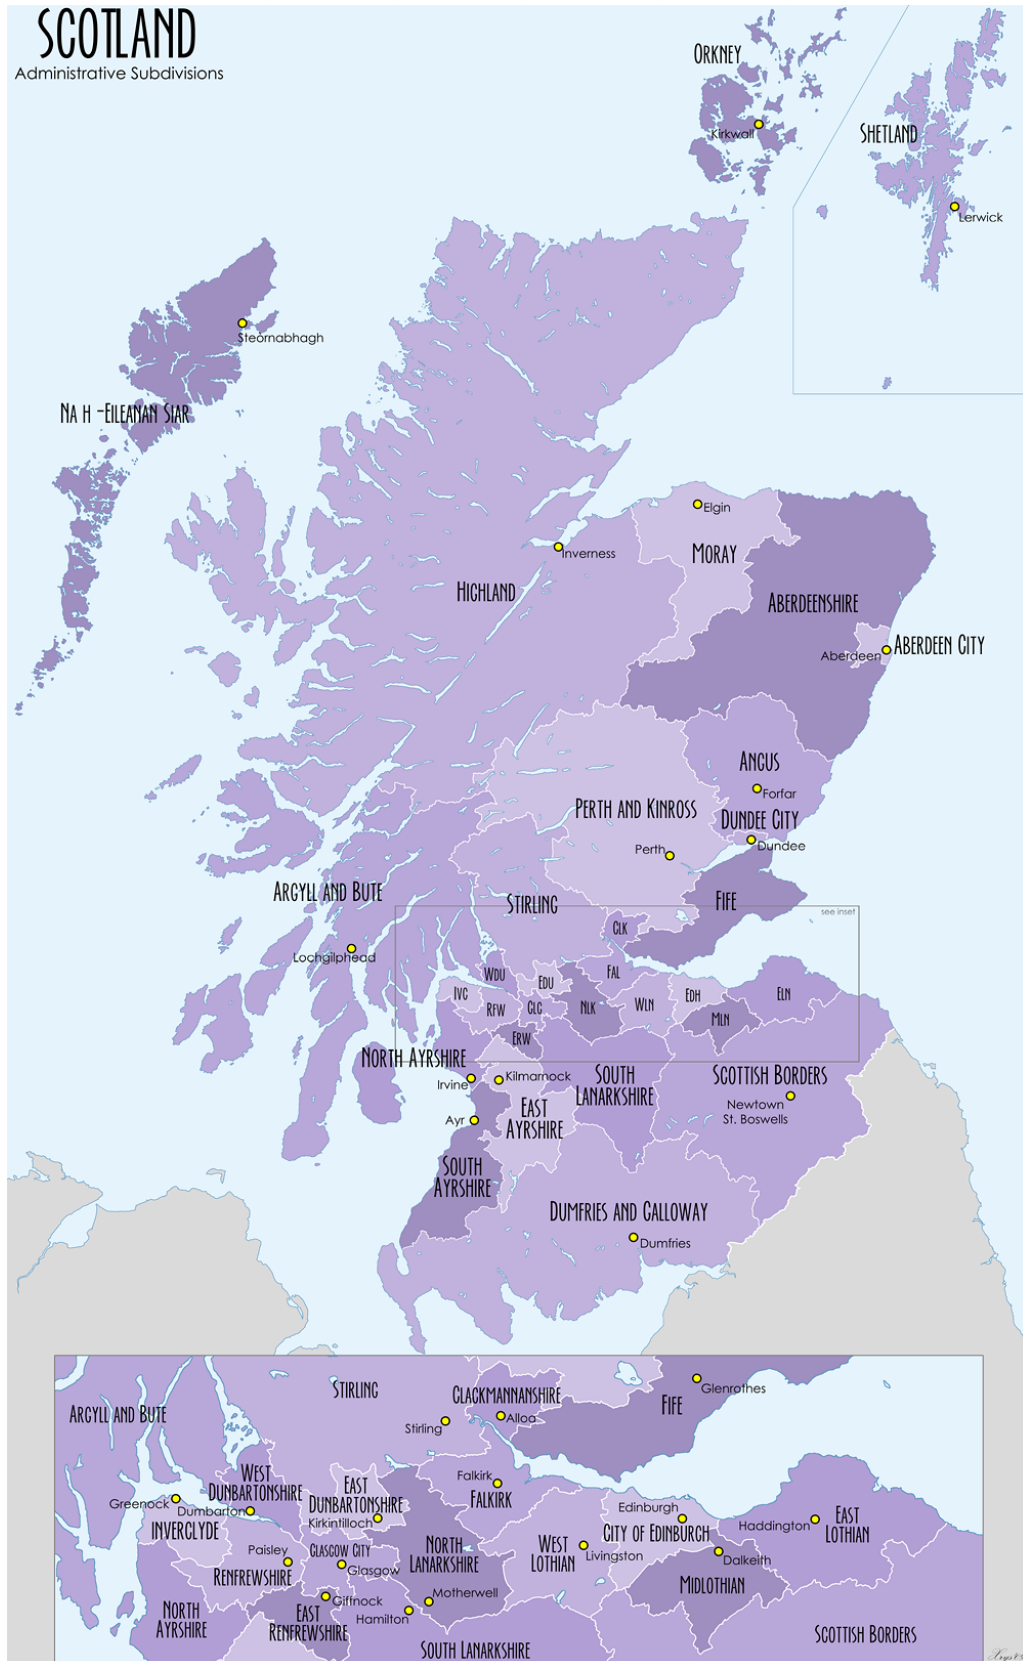 SCOTLAND
Administrative Subdivisions
ORKNEY
Kirkwall
SHETLAND
Lerwick
Steornabhagh
NA H -EILEANAN SIAR
Elgin
Inverness
MORAY
HIGHLAND
ABERDEENSHIRE
Aberdeen
ABERDEEN CITY
ANGUS
Forfar
PERTH AND KINROSS
DUNDEE CITY
Perth
Dundee
ARGYLL AND BUTE
STIRLING
FIFE
see inset
CLK
Lochgilphead
WDU
EDU
FAL
IVC
RFW
GLC
NLK
WLN
EDH
ELN
MLN
ERW
NORTH AYRSHIRE
Irvine
Kilmarnock
SOUTH
LANARKSHIRE
SCOTTISH BORDERS
Newtown
St. Boswells
Ayr
EAST
AYRSHIRE
SOUTH
AYRSHIRE
DUMFRIES AND GALLOWAY
Dumfries
STIRLING
CLACKMANNANSHIRE
Glenrothes
FIFE
ARGYLL AND BUTE
Alloa
Stirling
WEST
DUNBARTONSHIRE
EAST
DUNBARTONSHIRE
Falkirk
FALKIRK
Greenock
Dumbarton
Kirkintilloch
Edinburgh
CITY OF EDINBURGH
Haddington
EAST
LOTHIAN
INVERCLYDE
Paisley
RENFREWSHIRE
GLASGOW CITY
Glasgow
NORTH
LANARKSHIRE
WEST
LOTHIAN
Livingston
Dalkeith
MIDLOTHIAN
Motherwell
Giffnock
Hamilton
NORTH
AYRSHIRE
EAST
RENFREWSHIRE
SOUTH LANARKSHIRE
SCOTTISH BORDERS